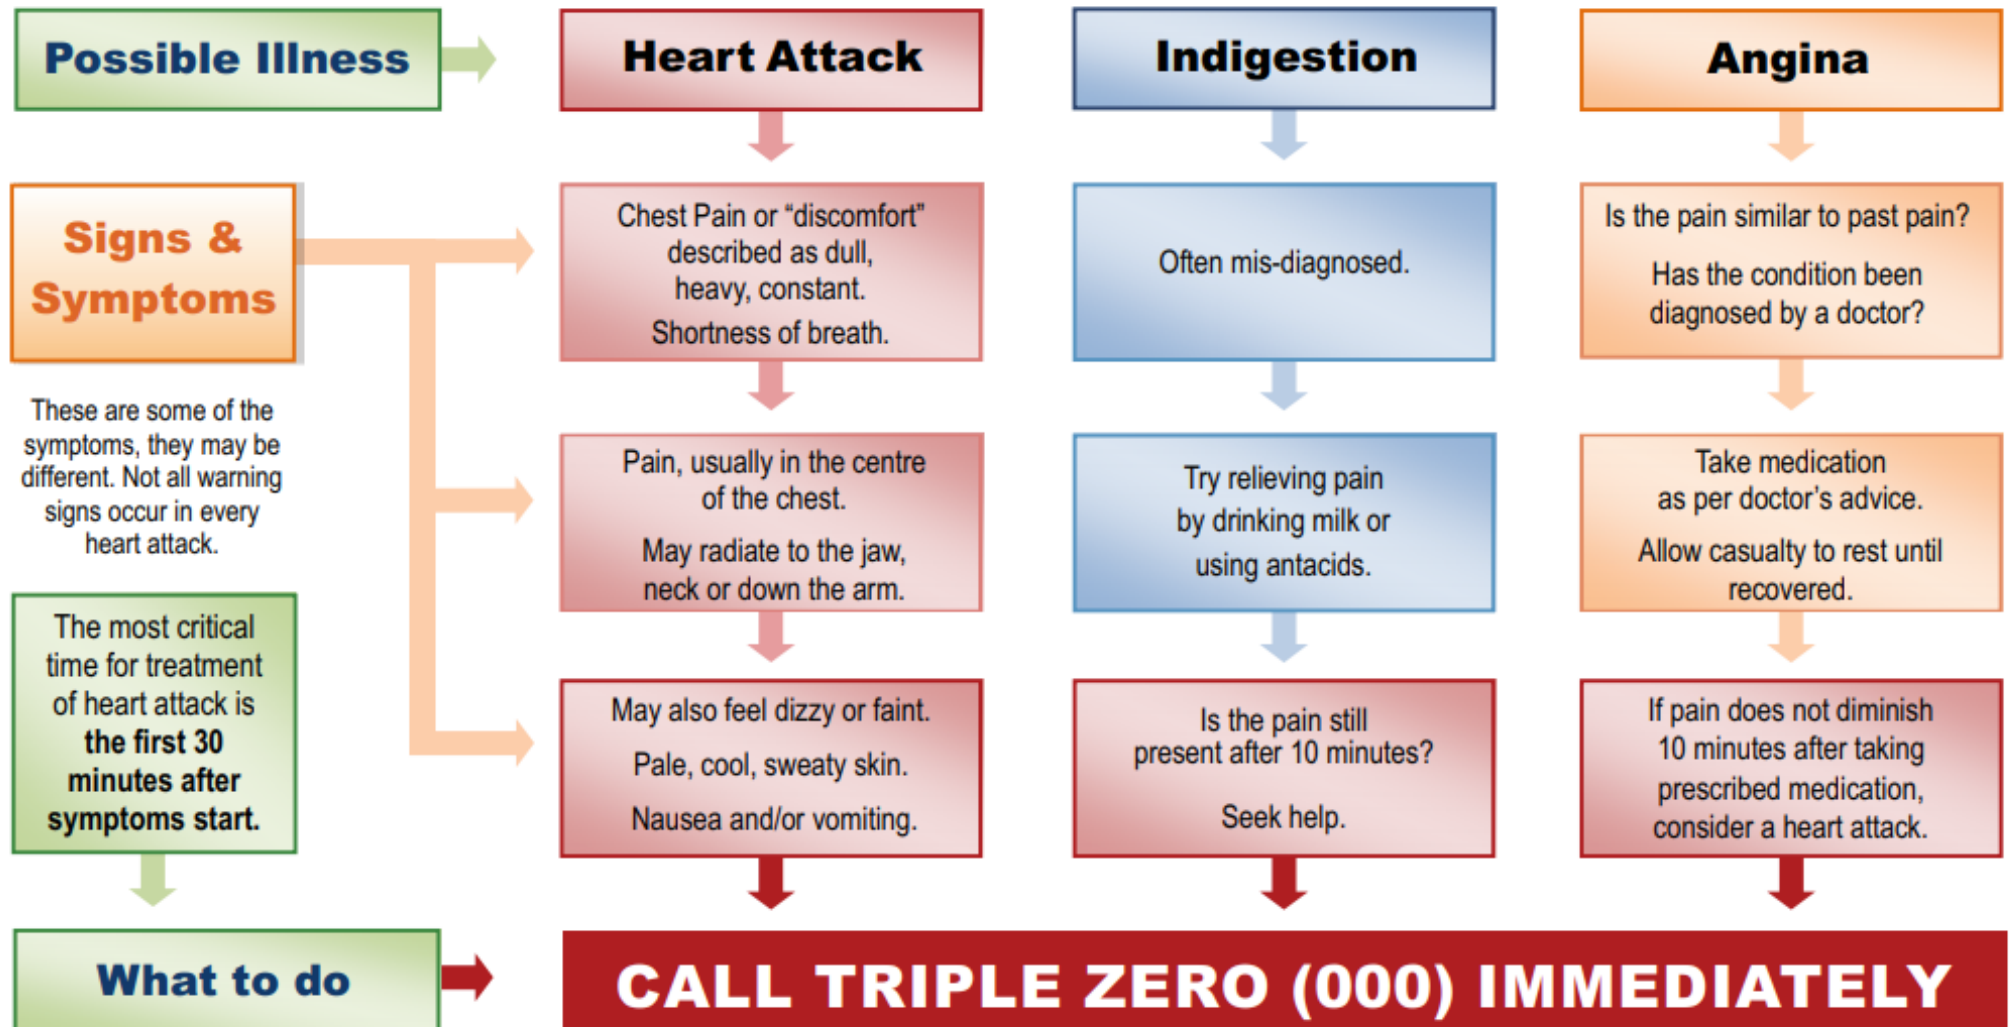 Possible Illness
Heart Attack
Indigestion
Angina
Signs &
Symptoms
These are some of the
symptoms, they may be
different. Not all warning
signs occur in every
heart attack.
The most critical
time for treatment
of heart attack is
the first 30
minutes after
symptoms start.
Chest Pain or “discomfort”
described as dull,
heavy, constant.
Shortness of breath.
Pain, usually in the centre
of the chest.
May radiate to the jaw,
neck or down the arm.
May also feel dizzy or faint.
Pale, cool, sweaty skin.
Nausea and/or vomiting.
Often mis-diagnosed.
Try relieving pain
by drinking milk or
using antacids.
Is the pain still
present after 10 minutes?
Seek help.
Is the pain similar to past pain?
Has the condition been
diagnosed by a doctor?
Take medication
as per doctor’s advice.
Allow casualty to rest until
recovered.
If pain does not diminish
10 minutes after taking
prescribed medication,
consider a heart attack.
What to do
CALL TRIPLE ZERO (000) IMMEDIATELY